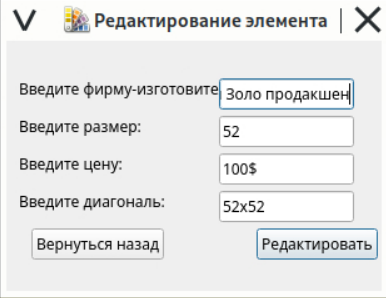 Редактирование элемента
Введите фирму-изготовите
Золо продакшен
Введите размер:
52
Введите цену:
100$
Введите диагональ:
52x52
Вернуться назад
Редактировать